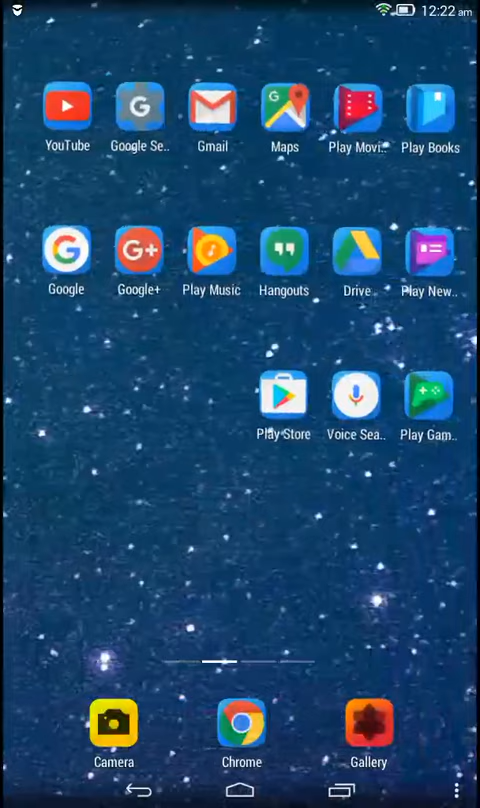 12:22 am
YouTube Google Se.. Gmail Maps Play Movi.. Play Books
Google Google+ Play Music Hangouts Drive Play New..
Play Store Voice Sea.. Play Gam..
Camera Chrome Gallery